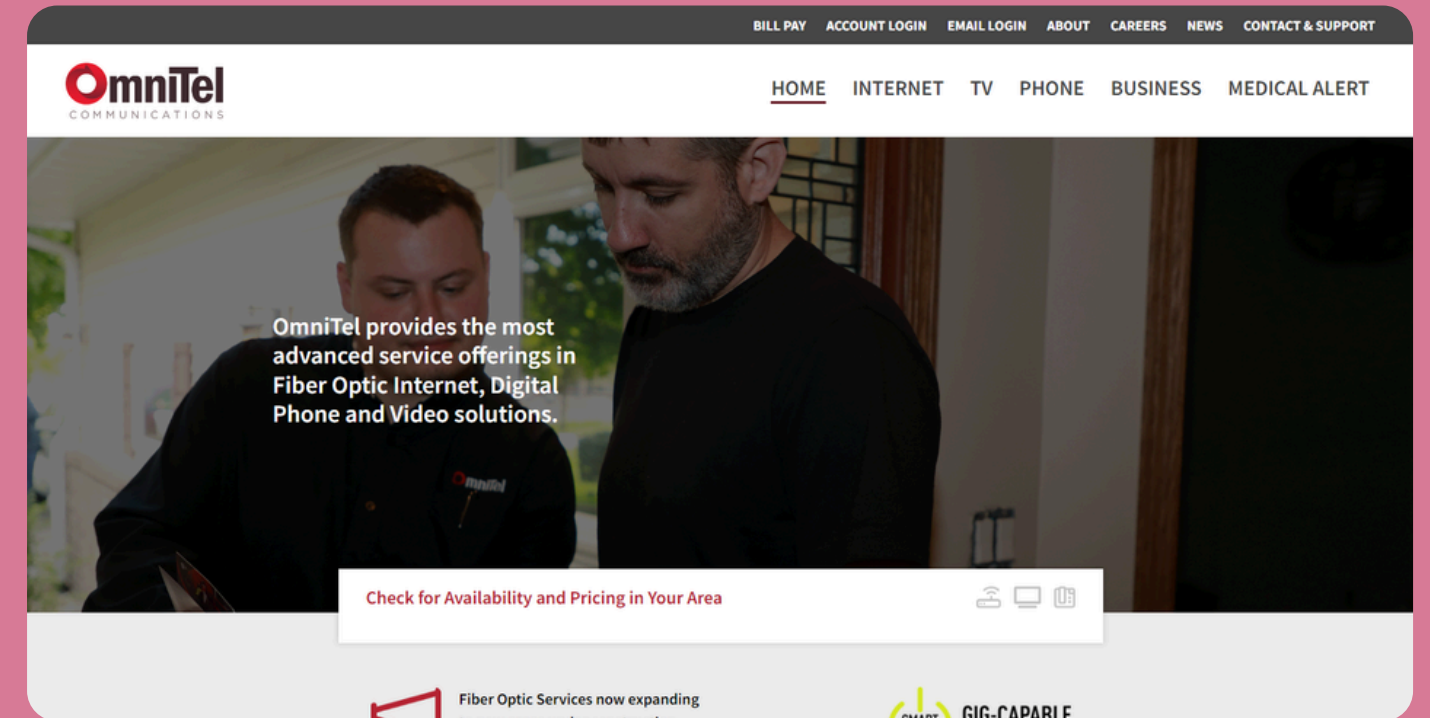 BILL PAY ACCOUNT LOGIN EMAIL LOGIN ABOUT CAREERS NEWS CONTACT & SUPPORT
OmniTel
COMMUNICATIONS
HOME INTERNET TV PHONE BUSINESS MEDICAL ALERT
OmniTel provides the most
advanced service offerings in
Fiber Optic Internet, Digital
Phone and Video solutions.
OmniTel
Check for Availability and Pricing in Your Area
Fiber Optic Services now expanding
SMART
GIG-CAPABLE